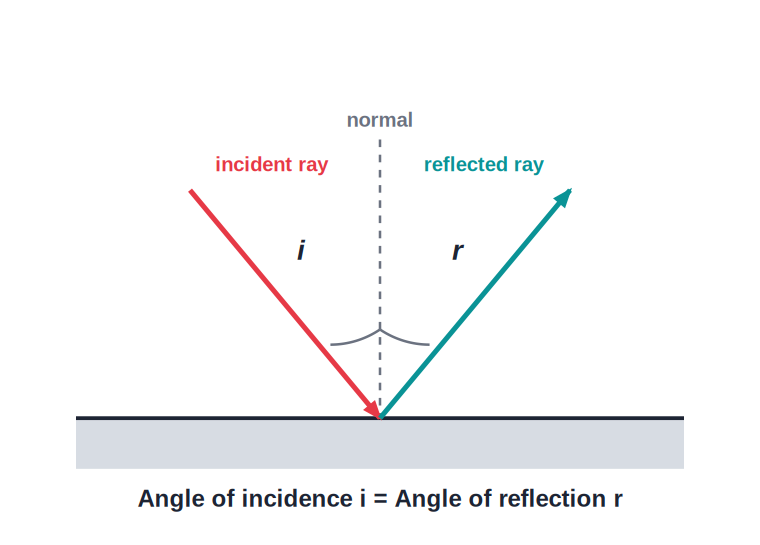 normal
incident ray
reflected ray
i
r
Angle of incidence i = Angle of reflection r